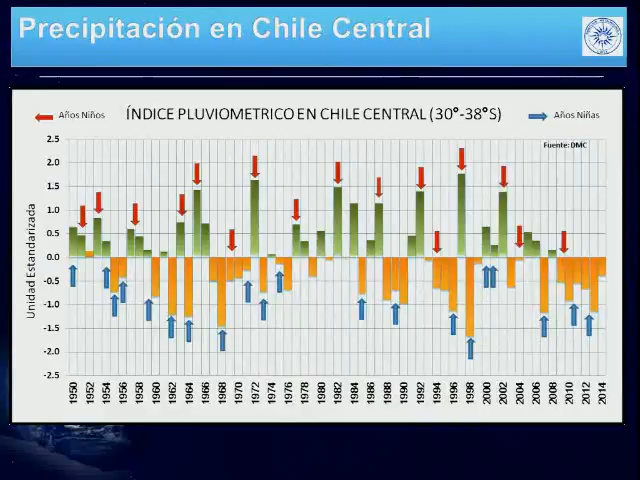 Precipitación en Chile Central
Años Niños
ÍNDICE PLUVIOMETRICO EN CHILE CENTRAL (30°-38°S)
Años Niñas
Fuente: DMC
Unidad Estandarizada
2.5
2.0
1.5
1.0
0.5
0.0
-0.5
-1.0
-1.5
-2.0
-2.5
1950 1952 1954 1956 1958 1960 1962 1964 1966 1968 1970 1972 1974 1976 1978 1980 1982 1984 1986 1988 1990 1992 1994 1996 1998 2000 2002 2004 2006 2008 2010 2012 2014